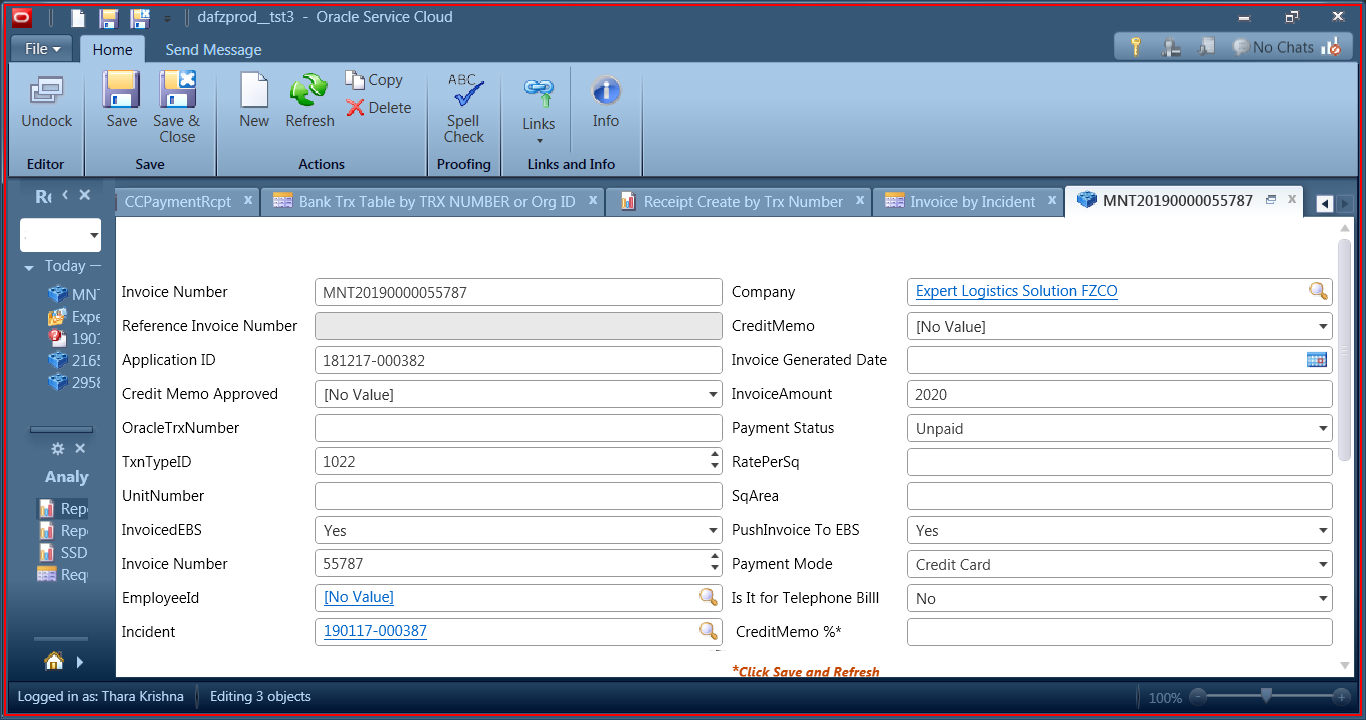 dafzprod__tst3 - Oracle Service Cloud
File Home Send Message No Chats
Undock Save Save & Close New Refresh Copy Delete ABC Spell Check Links Info
Editor Save Actions Proofing Links and Info
CCPaymentRcpt x Bank Trx Table by TRX NUMBER or Org ID x Receipt Create by Trx Number x Invoice by Incident x MNT20190000055787 x
Today
MNT
Expe
1901
2165
2958
Analy
Repo
Repo
SSD
Requ
Invoice Number MNT20190000055787 Company Expert Logistics Solution FZCO
Reference Invoice Number CreditMemo [No Value]
Application ID 181217-000382 Invoice Generated Date
Credit Memo Approved [No Value] InvoiceAmount 2020
OracleTrxNumber Payment Status Unpaid
TxnTypeID 1022 RatePerSq
UnitNumber SqArea
InvoicedEBS Yes PushInvoice To EBS Yes
Invoice Number 55787 Payment Mode Credit Card
EmployeeId [No Value] Is It for Telephone Billl No
Incident 190117-000387 CreditMemo %*
*Click Save and Refresh
Logged in as: Thara Krishna Editing 3 objects 100%